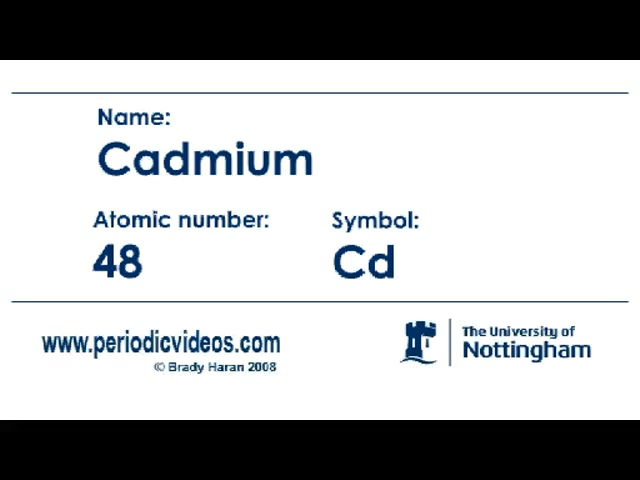 Name:
Cadmium
Atomic number: Symbol:
48 Cd
www.periodicvideos.com
© Brady Haran 2008
The University of
Nottingham